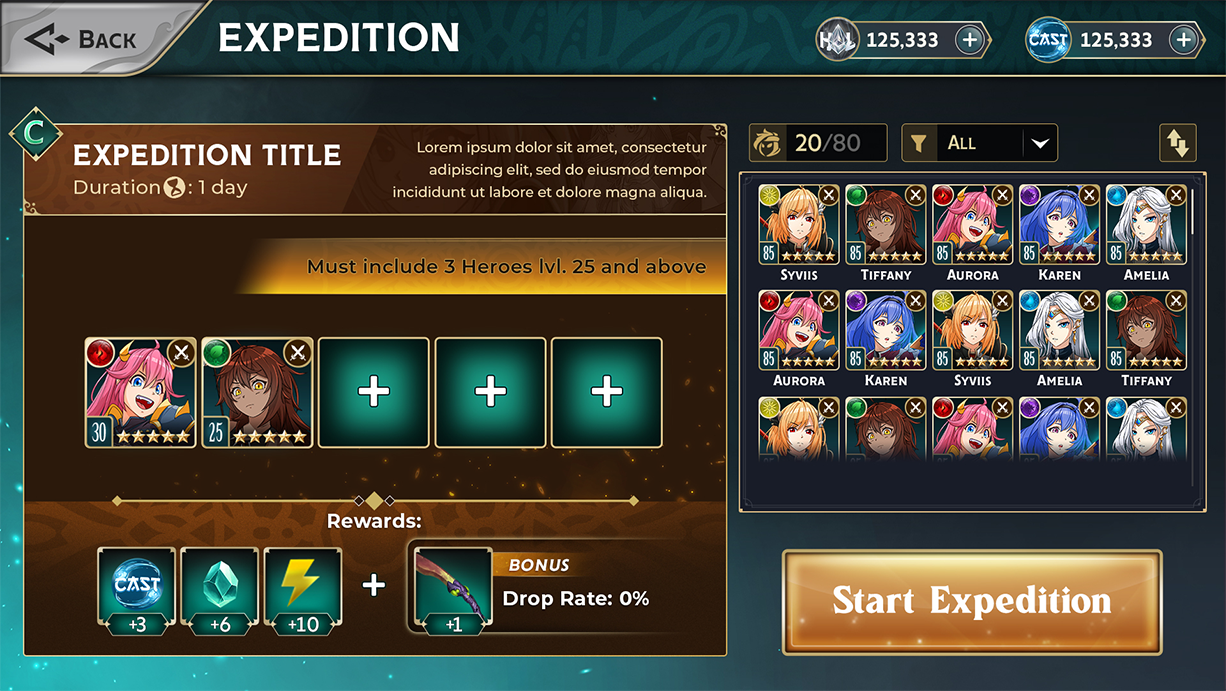 BACK
EXPEDITION
HOL 125,333 +
CAST 125,333 +
C
EXPEDITION TITLE
Duration : 1 day
Lorem ipsum dolor sit amet, consectetur
adipiscing elit, sed do eiusmod tempor
incididunt ut labore et dolore magna aliqua.
Must include 3 Heroes lvl. 25 and above
30 25
Rewards:
CAST
+3 +6 +10 + +1
BONUS
Drop Rate: 0%
20/80 ALL
85 85 85 85 85
SYVIIS TIFFANY AURORA KAREN AMELIA
85 85 85 85 85
AURORA KAREN SYVIIS AMELIA TIFFANY
Start Expedition